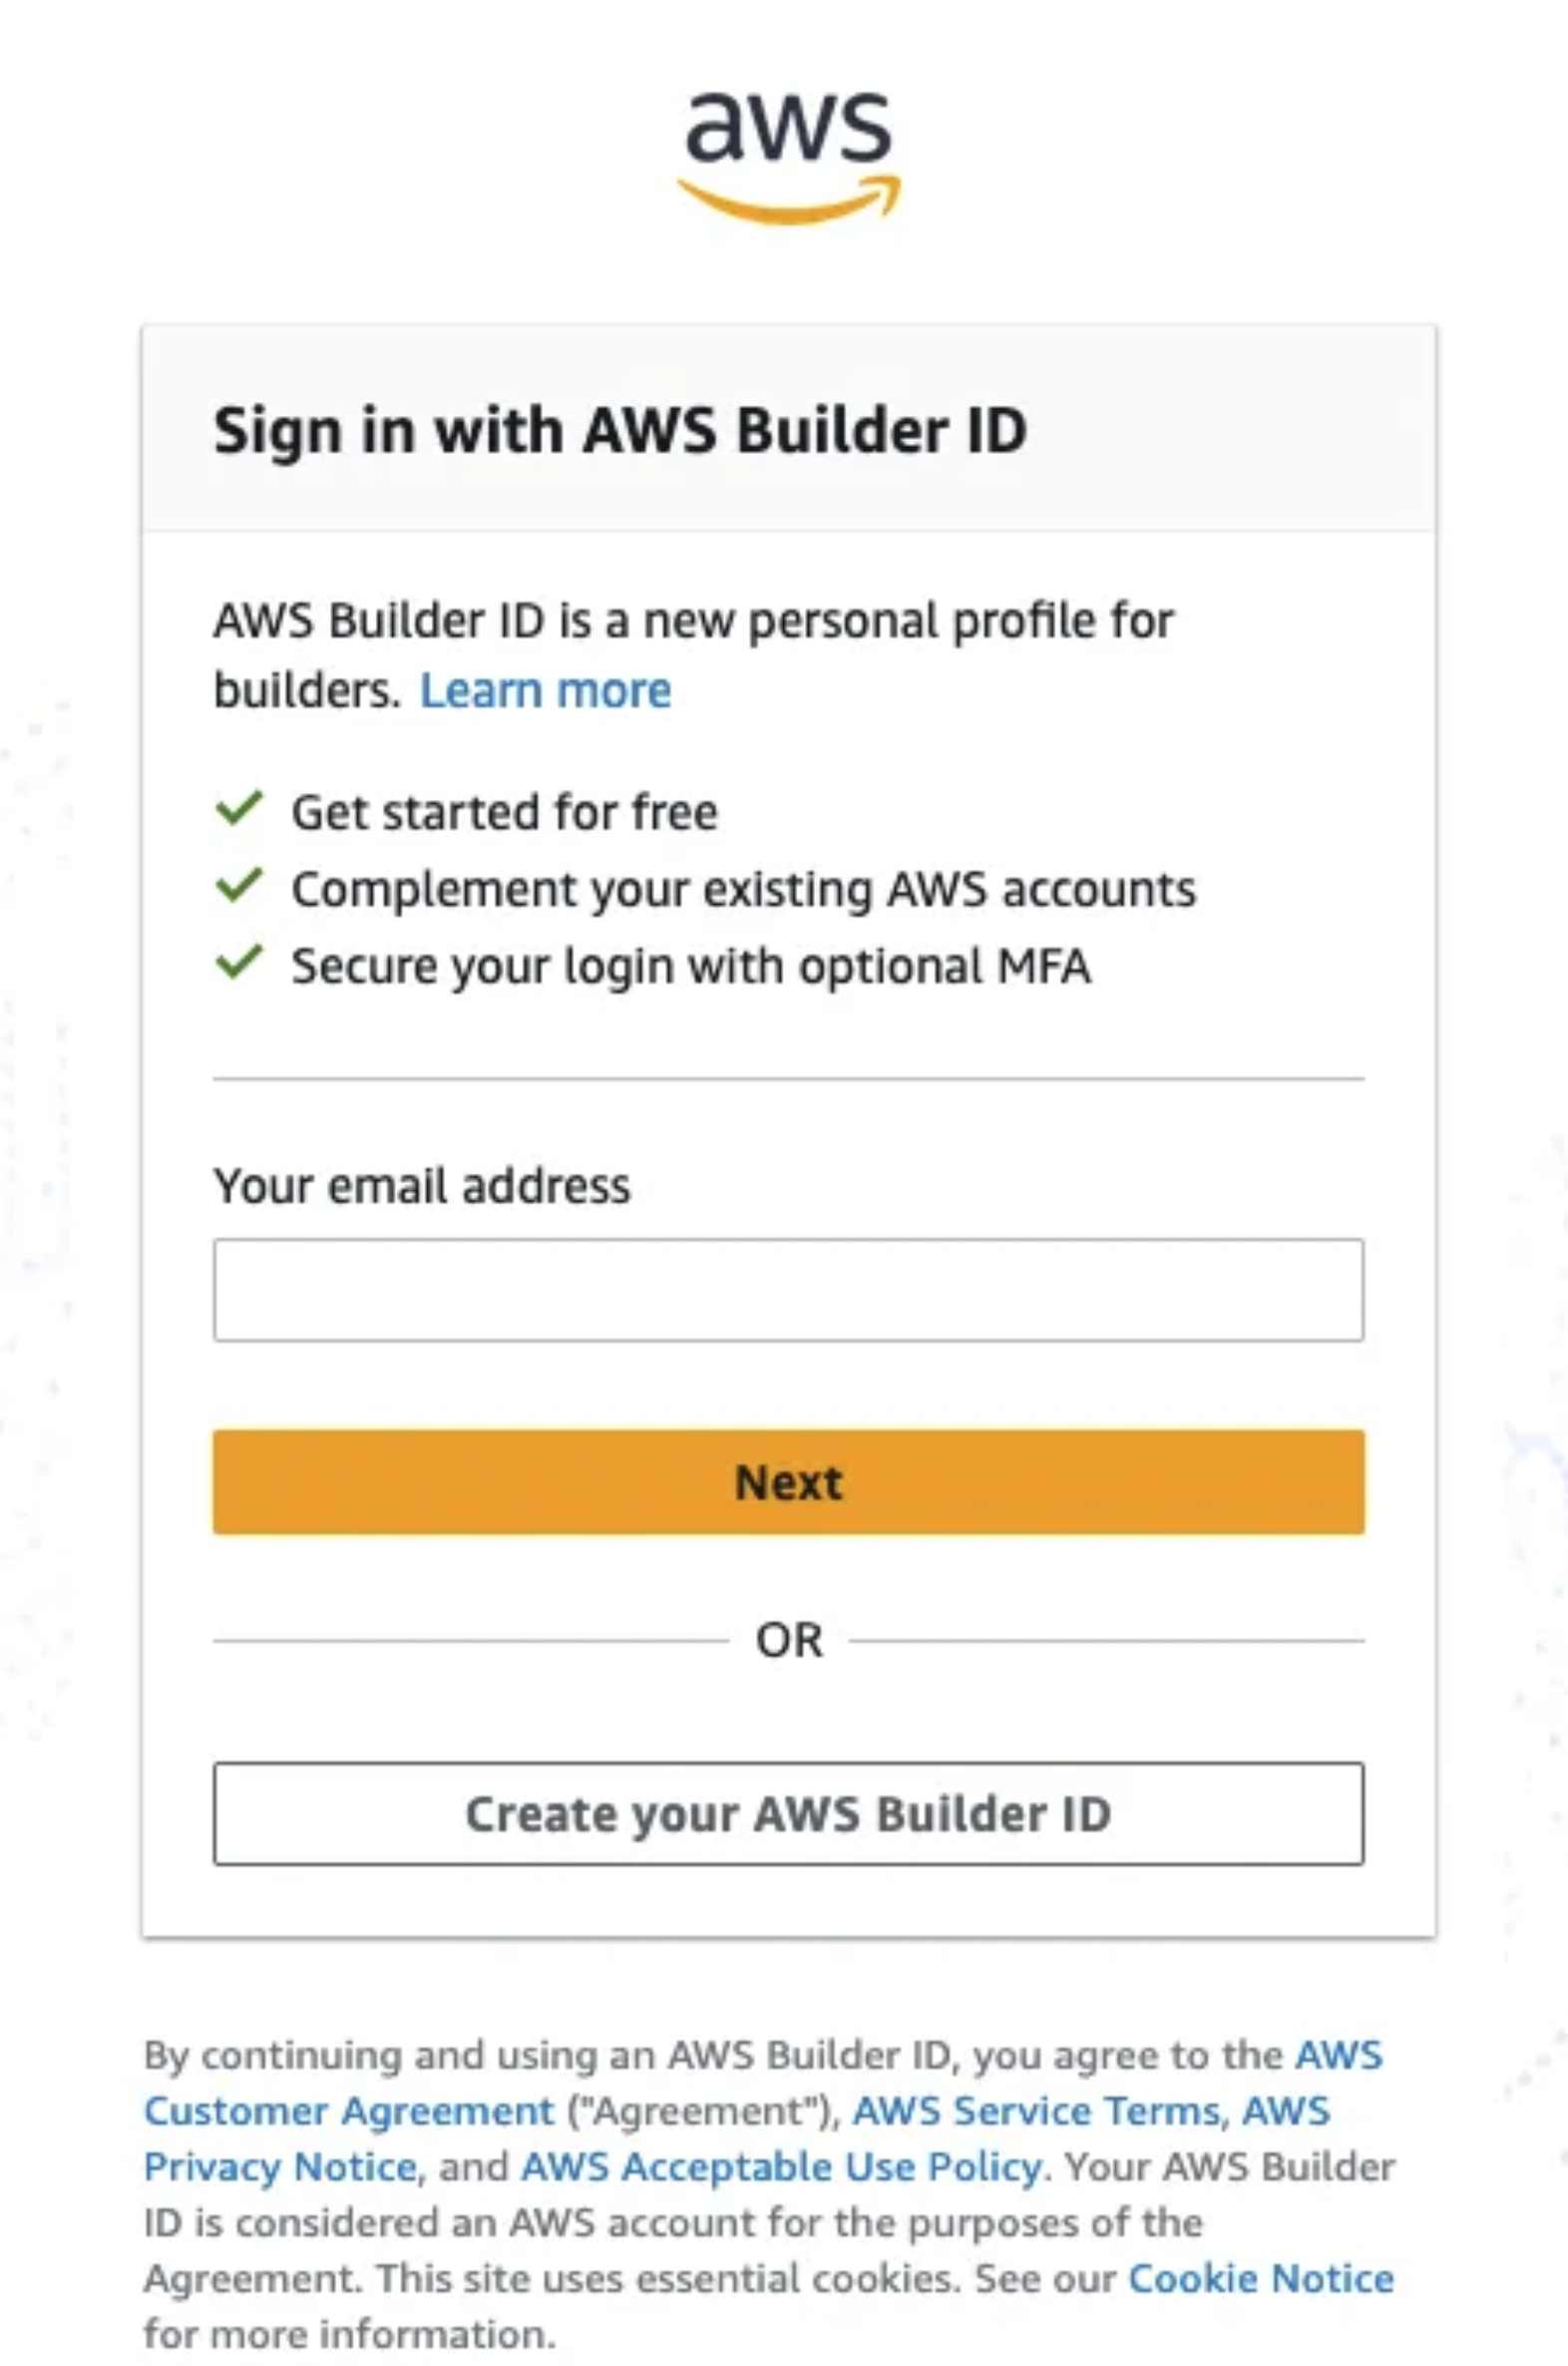 aws
Sign in with AWS Builder ID
AWS Builder ID is a new personal profile for
builders. Learn more
Get started for free
Complement your existing AWS accounts
Secure your login with optional MFA
Your email address
Next
OR
Create your AWS Builder ID
By continuing and using an AWS Builder ID, you agree to the AWS
Customer Agreement ("Agreement"), AWS Service Terms, AWS
Privacy Notice, and AWS Acceptable Use Policy. Your AWS Builder
ID is considered an AWS account for the purposes of the
Agreement. This site uses essential cookies. See our Cookie Notice
for more information.